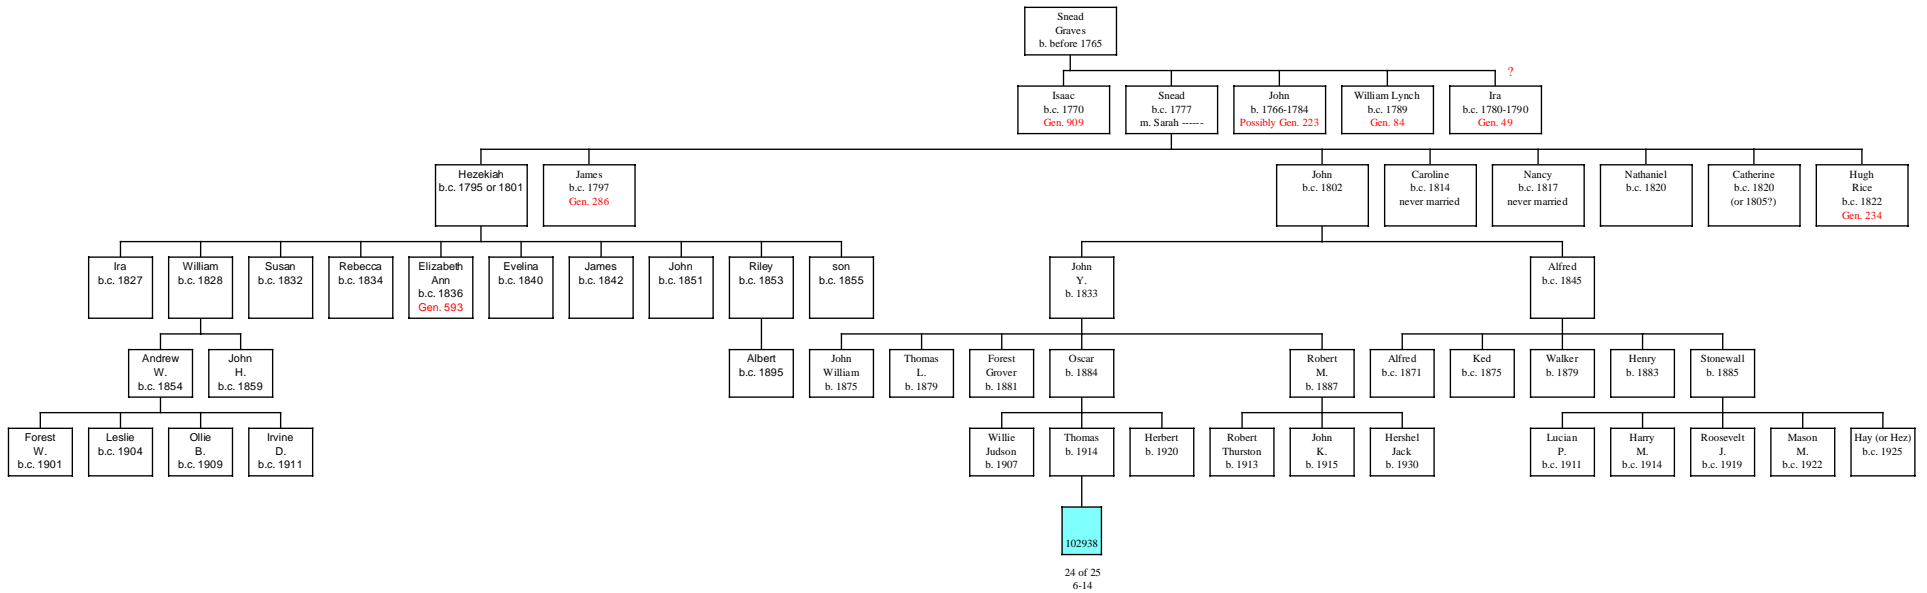 Snead
Graves
b. before 1765
?
Isaac
b.c. 1770
Gen. 909
Snead
b.c. 1777
m. Sarah ------
John
b. 1766-1784
Possibly Gen. 223
William Lynch
b.c. 1789
Gen. 84
Ira
b.c. 1780-1790
Gen. 49
Hezekiah
b.c. 1795 or 1801
James
b.c. 1797
Gen. 286
John
b.c. 1802
Caroline
b.c. 1814
never married
Nancy
b.c. 1817
never married
Nathaniel
b.c. 1820
Catherine
b.c. 1820
(or 1805?)
Hugh
Rice
b.c. 1822
Gen. 234
Ira
b.c. 1827
William
b.c. 1828
Susan
b.c. 1832
Rebecca
b.c. 1834
Elizabeth
Ann
b.c. 1836
Gen. 593
Evelina
b.c. 1840
James
b.c. 1842
John
b.c. 1851
Riley
b.c. 1853
son
b.c. 1855
John
Y.
b. 1833
Alfred
b.c. 1845
Andrew
W.
b.c. 1854
John
H.
b.c. 1859
Albert
b.c. 1895
John
William
b. 1875
Thomas
L.
b. 1879
Forest
Grover
b. 1881
Oscar
b. 1884
Robert
M.
b. 1887
Alfred
b.c. 1871
Ked
b.c. 1875
Walker
b. 1879
Henry
b. 1883
Stonewall
b. 1885
Forest
W.
b.c. 1901
Leslie
b.c. 1904
Ollie
B.
b.c. 1909
Irvine
D.
b.c. 1911
Willie
Judson
b. 1907
Thomas
b. 1914
Herbert
b. 1920
Robert
Thurston
b. 1913
John
K.
b. 1915
Hershel
Jack
b. 1930
Lucian
P.
b.c. 1911
Harry
M.
b.c. 1914
Roosevelt
J.
b.c. 1919
Mason
M.
b.c. 1922
Hay (or Hez)
b.c. 1925
102938
24 of 25
6-14